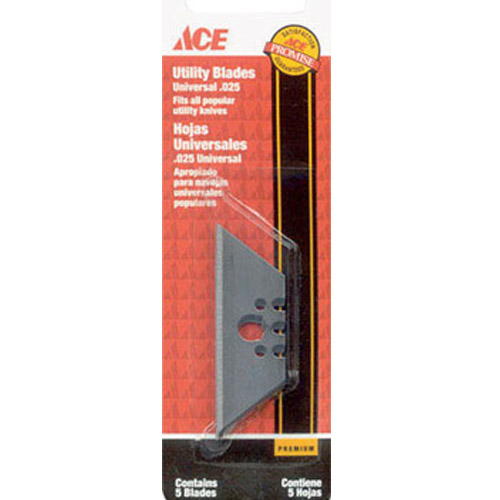 ACE
SATISFACTION
ACE
PROMISE
GUARANTEED
Utility Blades
Universal .025
Fits all popular
utility knives
Hojas
Universales
.025 Universal
Apropiado
para navajas
universales
populares
PREMIUM
Contains
5 Blades
Contiene
5 Hojas